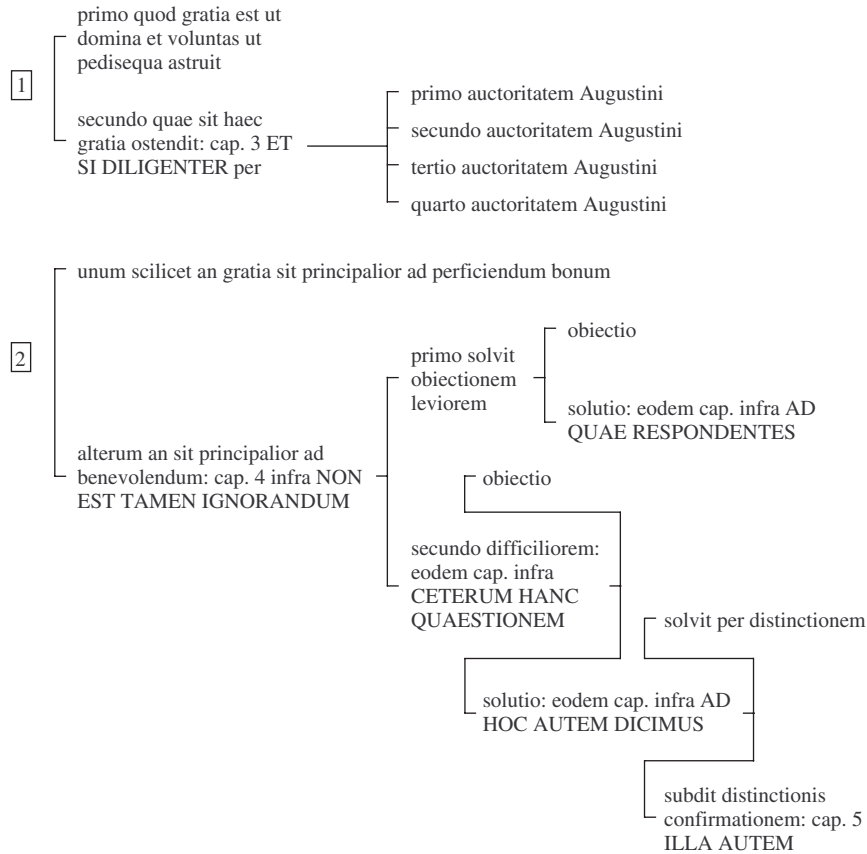 primo quod gratia est ut
domina et voluntas ut
pedisequa astruit
1
secundo quae sit haec
gratia ostendit: cap. 3 ET
SI DILIGENTER per
primo auctoritatem Augustini
secundo auctoritatem Augustini
tertio auctoritatem Augustini
quarto auctoritatem Augustini
unum scilicet an gratia sit principalior ad perficiendum bonum
2
alterum an sit principalior ad
benevolendum: cap. 4 infra NON
EST TAMEN IGNORANDUM
primo solvit
obiectionem
leviorem
obiectio
solutio: eodem cap. infra AD
QUAE RESPONDENTES
secundo difficiliorem:
eodem cap. infra
CETERUM HANC
QUAESTIONEM
obiectio
solutio: eodem cap. infra AD
HOC AUTEM DICIMUS
solvit per distinctionem
subdit distinctionis
confirmationem: cap. 5
ILLA AUTEM